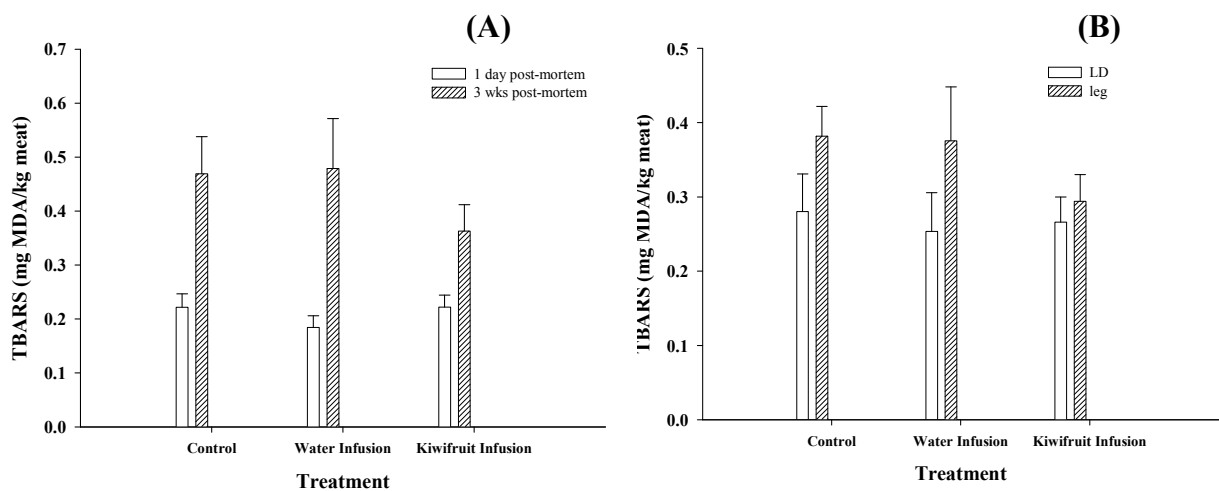 (A)
0.7
0.6
0.5
0.4
0.3
0.2
0.1
0.0
TBARS (mg MDA/kg meat)
1 day post-mortem
3 wks post-mortem
Control
Water Infusion
Kiwifruit Infusion
Treatment
(B)
0.5
0.4
0.3
0.2
0.1
0.0
TBARS (mg MDA/kg meat)
LD
leg
Control
Water Infusion
Kiwifruit Infusion
Treatment